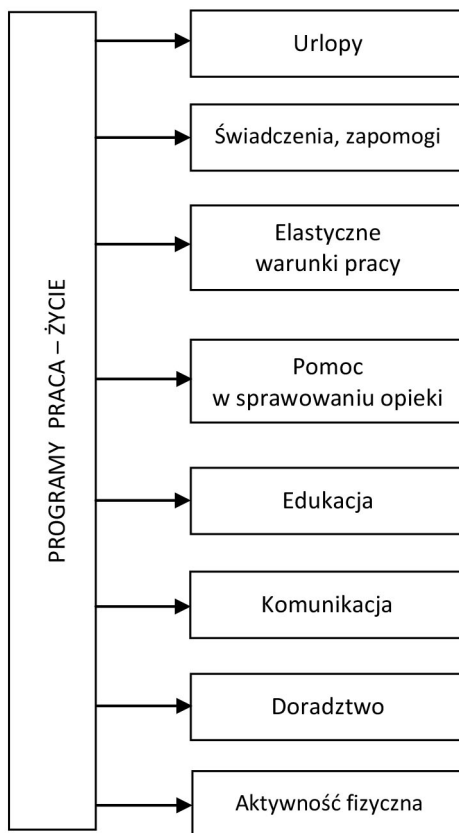 PROGRAMY PRACA – ŻYCIE
Urlopy
Świadczenia, zapomogi
Elastyczne
warunki pracy
Pomoc
w sprawowaniu opieki
Edukacja
Komunikacja
Doradztwo
Aktywność fizyczna